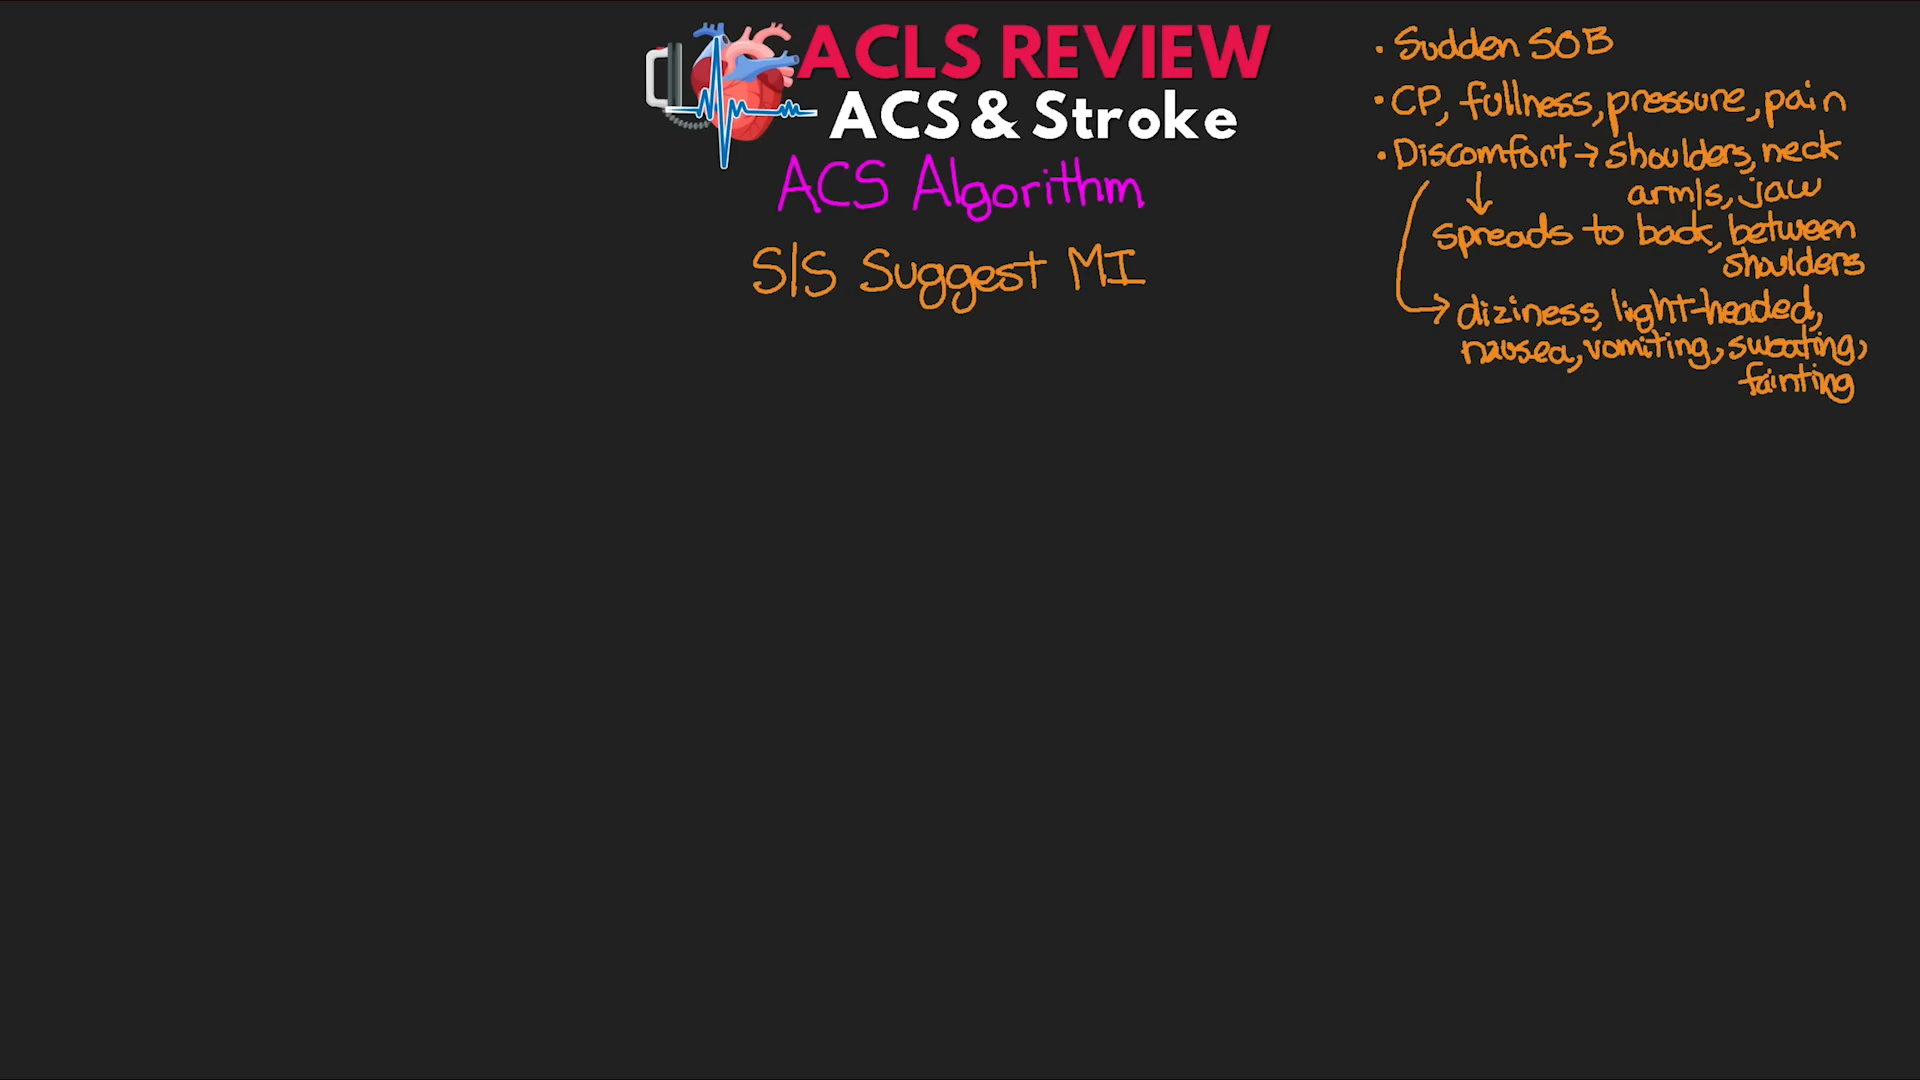 ACLS REVIEW
ACS & Stroke
ACS Algorithm
S/S Suggest MI
• Sudden SOB
• CP, fullness, pressure, pain
• Discomfort → shoulders, neck
arm/s, jaw
spreads to back, between
shoulders
diziness, light-headed,
nausea, vomiting, sweating,
fainting